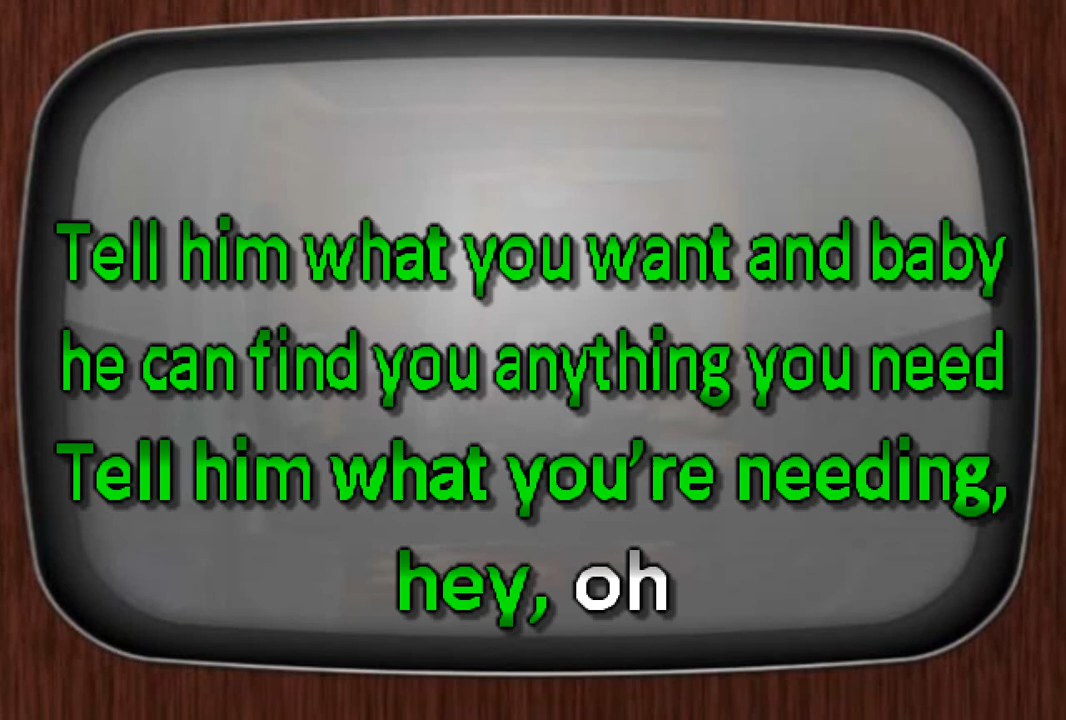 Tell him what you want and baby
he can find you anything you need
Tell him what you're needing,
hey, oh